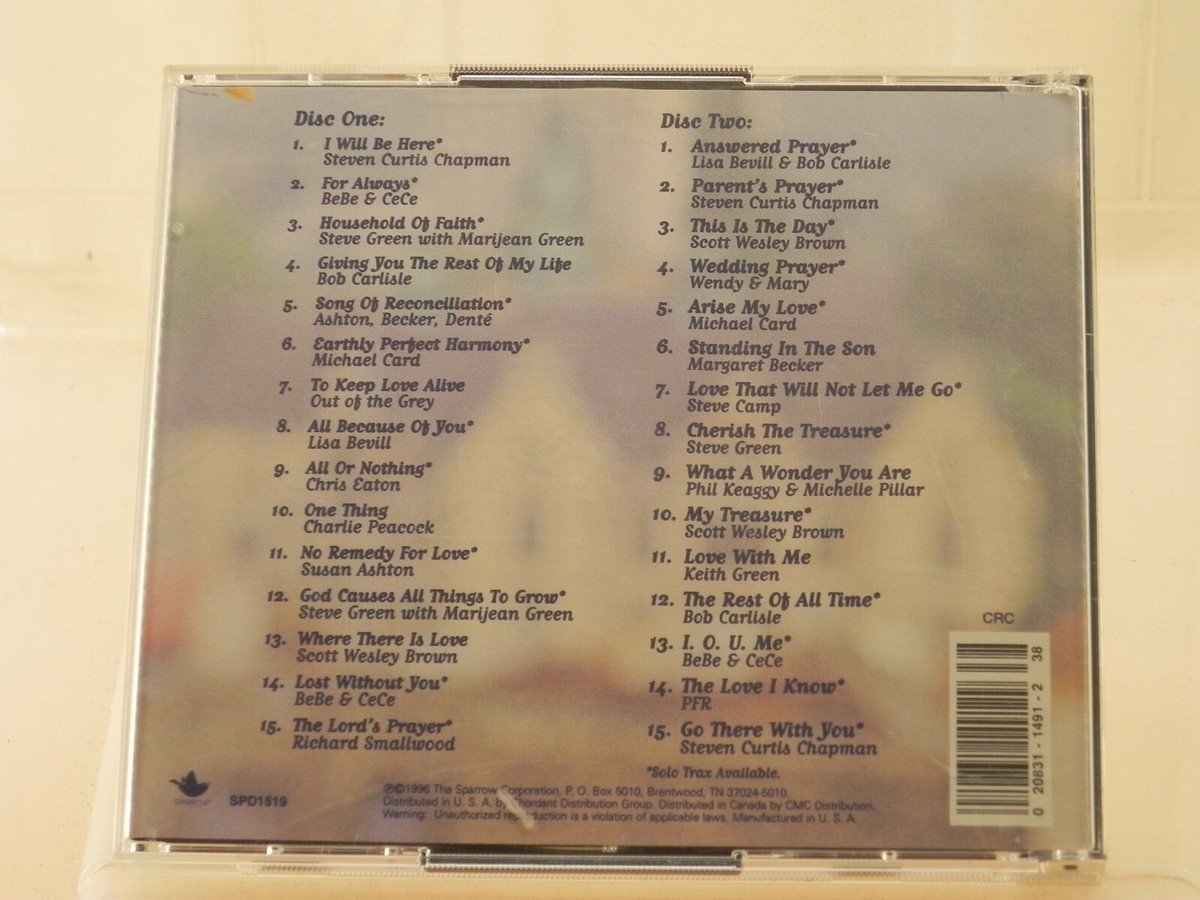 Disc One:
1. I Will Be Here*
Steven Curtis Chapman
2. For Always*
BeBe & CeCe
3. Household Of Faith*
Steve Green with Marijean Green
4. Giving You The Rest Of My Life
Bob Carlisle
5. Song Of Reconciliation*
Ashton, Becker, Denté
6. Earthly Perfect Harmony*
Michael Card
7. To Keep Love Alive
Out of the Grey
8. All Because Of You*
Lisa Bevill
9. All Or Nothing*
Chris Eaton
10. One Thing
Charlie Peacock
11. No Remedy For Love*
Susan Ashton
12. God Causes All Things To Grow*
Steve Green with Marijean Green
13. Where There Is Love
Scott Wesley Brown
14. Lost Without You*
BeBe & CeCe
15. The Lord's Prayer*
Richard Smallwood
Disc Two:
1. Answered Prayer*
Lisa Bevill & Bob Carlisle
2. Parent's Prayer*
Steven Curtis Chapman
3. This Is The Day*
Scott Wesley Brown
4. Wedding Prayer*
Wendy & Mary
5. Arise My Love*
Michael Card
6. Standing In The Son
Margaret Becker
7. Love That Will Not Let Me Go*
Steve Camp
8. Cherish The Treasure*
Steve Green
9. What A Wonder You Are
Phil Keaggy & Michelle Pillar
10. My Treasure*
Scott Wesley Brown
11. Love With Me
Keith Green
12. The Rest Of All Time*
Bob Carlisle
13. I. O. U. Me*
BeBe & CeCe
14. The Love I Know*
PFR
15. Go There With You*
Steven Curtis Chapman
*Solo Trax Available.
CRC
0 20831-1491-2 38
SPARROW
SPD1519
℗©1996 The Sparrow Corporation, P. O. Box 5010, Brentwood, TN 37024-5010.
Distributed in U. S. A. by Chordant Distribution Group. Distributed in Canada by CMC Distribution.
Warning: Unauthorized reproduction is a violation of applicable laws. Manufactured in U. S. A.